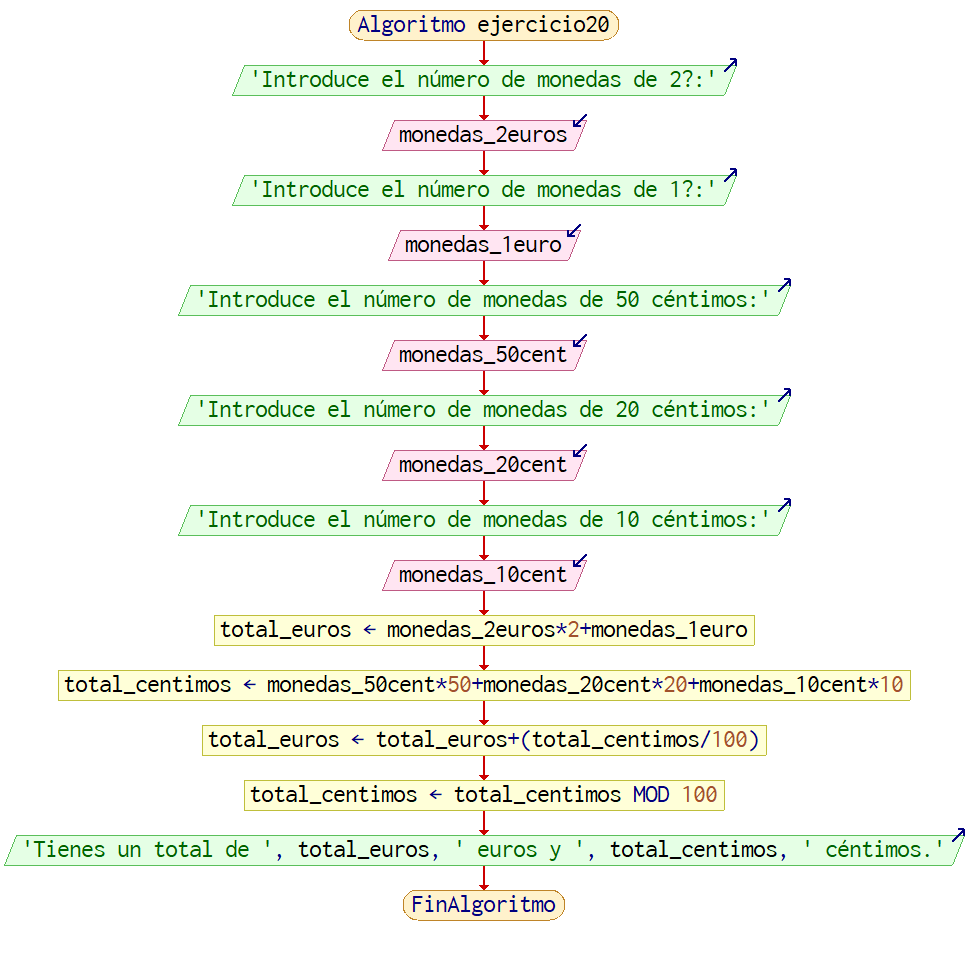 Algoritmo ejercicio20
'Introduce el número de monedas de 2?:'
monedas_2euros
'Introduce el número de monedas de 1?:'
monedas_1euro
'Introduce el número de monedas de 50 céntimos:'
monedas_50cent
'Introduce el número de monedas de 20 céntimos:'
monedas_20cent
'Introduce el número de monedas de 10 céntimos:'
monedas_10cent
total_euros ← monedas_2euros*2+monedas_1euro
total_centimos ← monedas_50cent*50+monedas_20cent*20+monedas_10cent*10
total_euros ← total_euros+(total_centimos/100)
total_centimos ← total_centimos MOD 100
'Tienes un total de ', total_euros, ' euros y ', total_centimos, ' céntimos.'
FinAlgoritmo